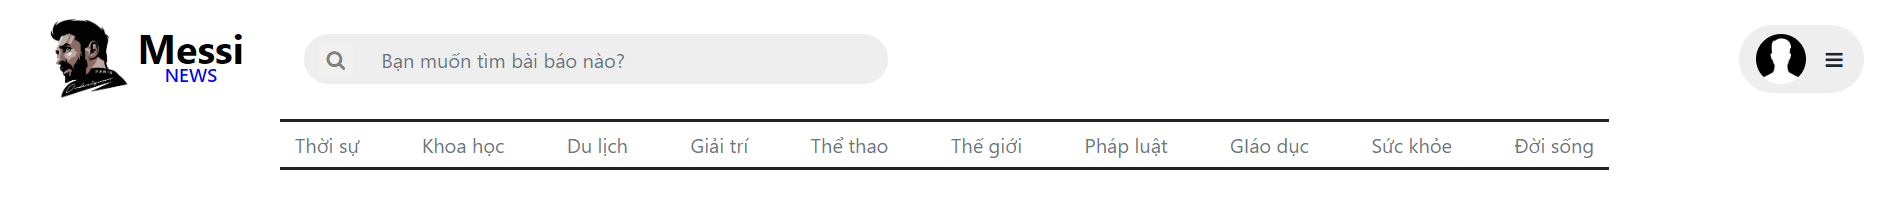 Messi
NEWS
Bạn muốn tìm bài báo nào?
Thời sự Khoa học Du lịch Giải trí Thể thao Thế giới Pháp luật Gláo dục Sức khỏe Đời sống